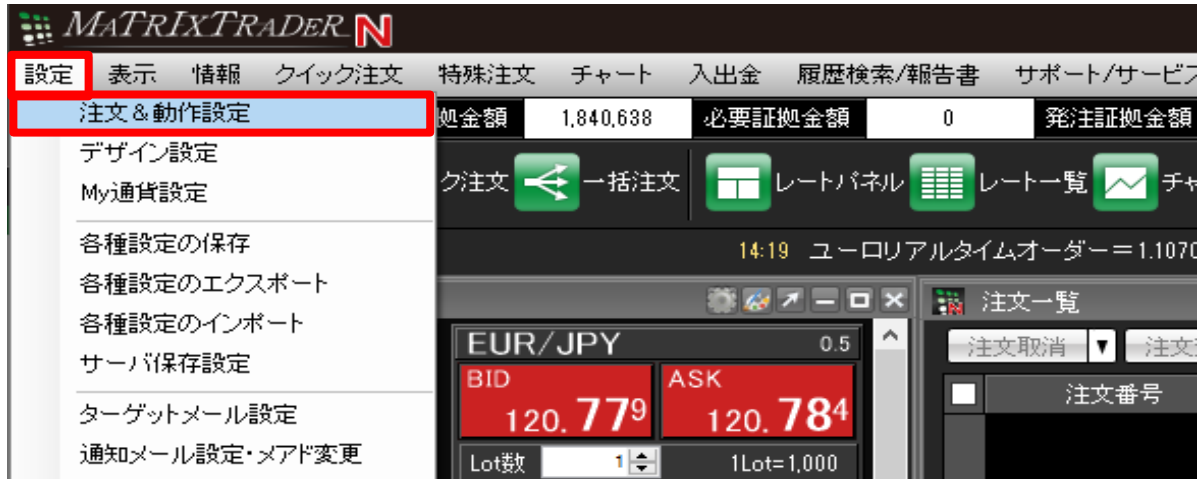 MATRIXTRADER N
設定 表示 情報 クイック注文 特殊注文 チャート 入出金 履歴検索/報告書 サポート/サービス
注文&動作設定
処金額 1,840,638 必要証拠金額 0 発注証拠金額
デザイン設定
My通貨設定
ク注文 一括注文 レートパネル レート一覧 チャ
各種設定の保存
14:19 ユーロリアルタイムオーダー=1.1070
各種設定のエクスポート
注文一覧
各種設定のインポート
EUR/JPY 0.5
注文取消 ▼ 注文
サーバ保存設定
BID ASK
注文番号
ターゲットメール設定
120.779 120.784
通知メール設定・メアド変更
Lot数 1 1Lot=1,000